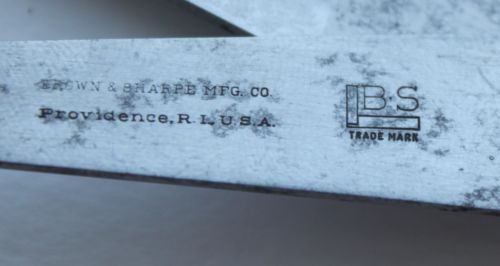 BROWN & SHARPE MFG. CO.
Providence, R.I., U.S.A.
B·S
TRADE MARK